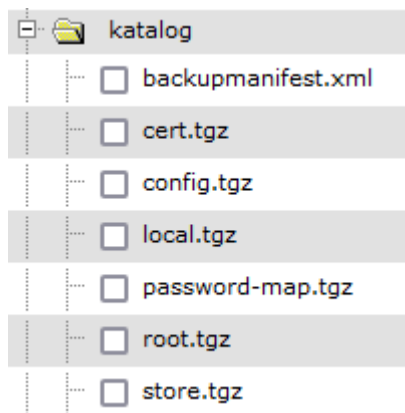 katalog
backupmanifest.xml
cert.tgz
config.tgz
local.tgz
password-map.tgz
root.tgz
store.tgz